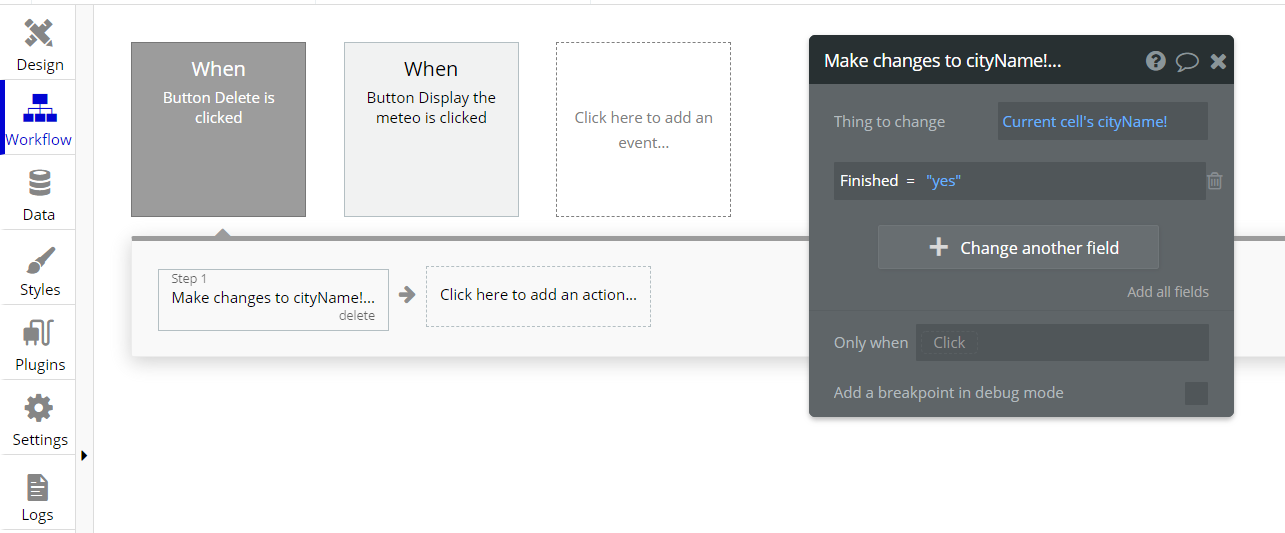 Design
Workflow
Data
Styles
Plugins
Settings
Logs
When
Button Delete is
clicked
When
Button Display the
meteo is clicked
Click here to add an
event...
Step 1
Make changes to cityName!...
delete
Click here to add an action...
Make changes to cityName!...
Thing to change
Current cell's cityName!
Finished = "yes"
Change another field
Add all fields
Only when
Click
Add a breakpoint in debug mode